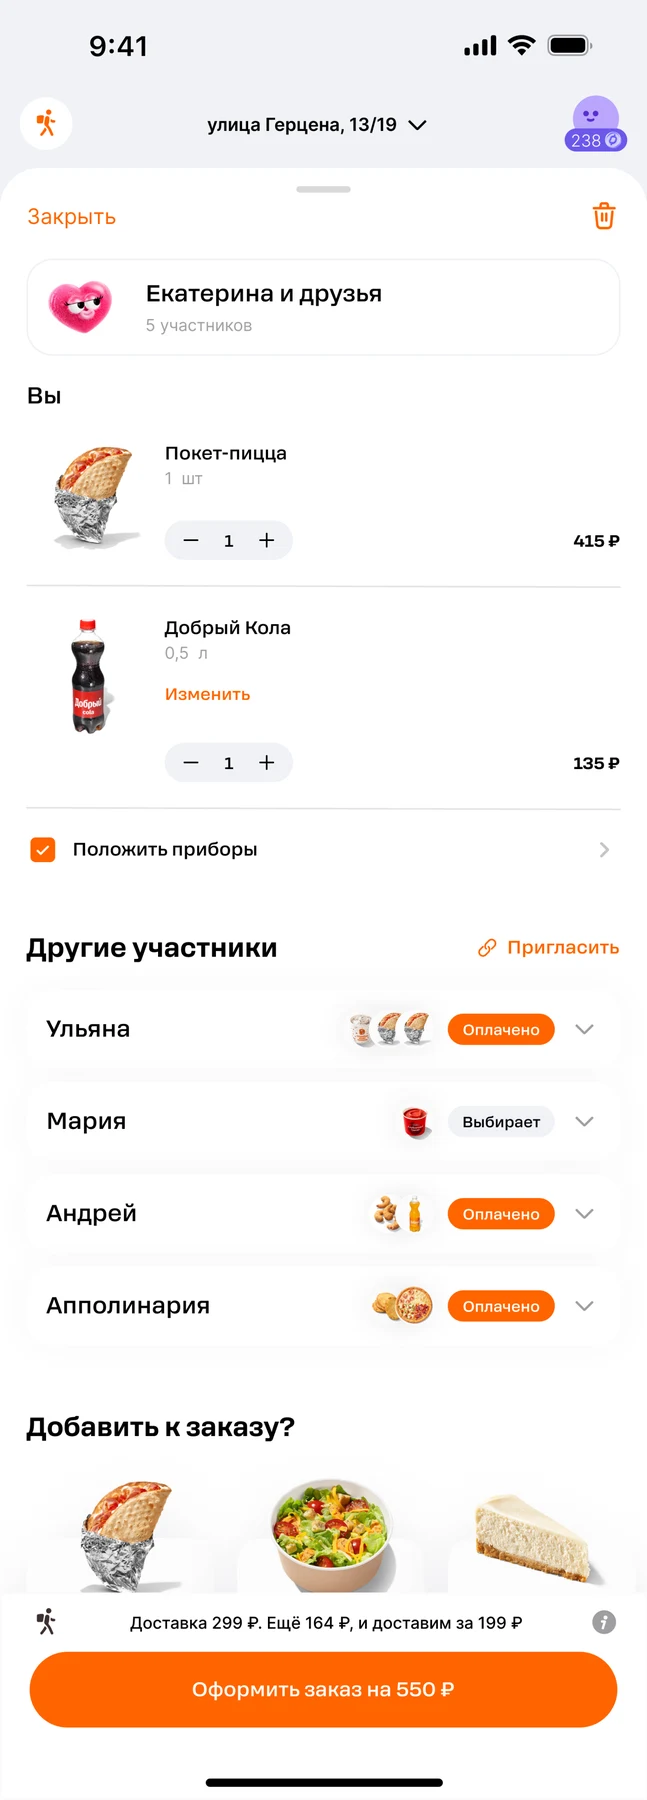 9:41
улица Герцена, 13/19
238
Закрыть
Екатерина и друзья
5 участников
Вы
Покет-пицца
1 шт
1
415 ₽
Добрый Кола
0,5 л
Изменить
Добрый
cola
1
135 ₽
Положить приборы
Другие участники
Пригласить
Ульяна
Оплачено
Мария
Выбирает
Андрей
Оплачено
Апполинария
Оплачено
Добавить к заказу?
Доставка 299 ₽. Ещё 164 ₽, и доставим за 199 ₽
Оформить заказ на 550 ₽